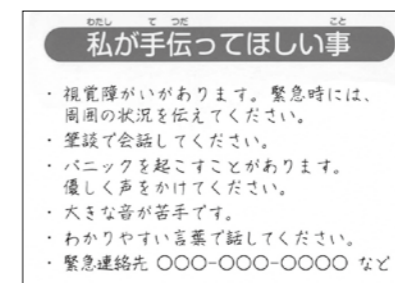 わたし て つだ こと
私が手伝ってほしい事
・視覚障がいがあります。緊急時には、
周囲の状況を伝えてください。
・筆談で会話してください。
・パニックを起こすことがあります。
優しく声をかけてください。
・大きな音が苦手です。
・わかりやすい言葉で話してください。
・緊急連絡先 〇〇〇-〇〇〇-〇〇〇〇 など